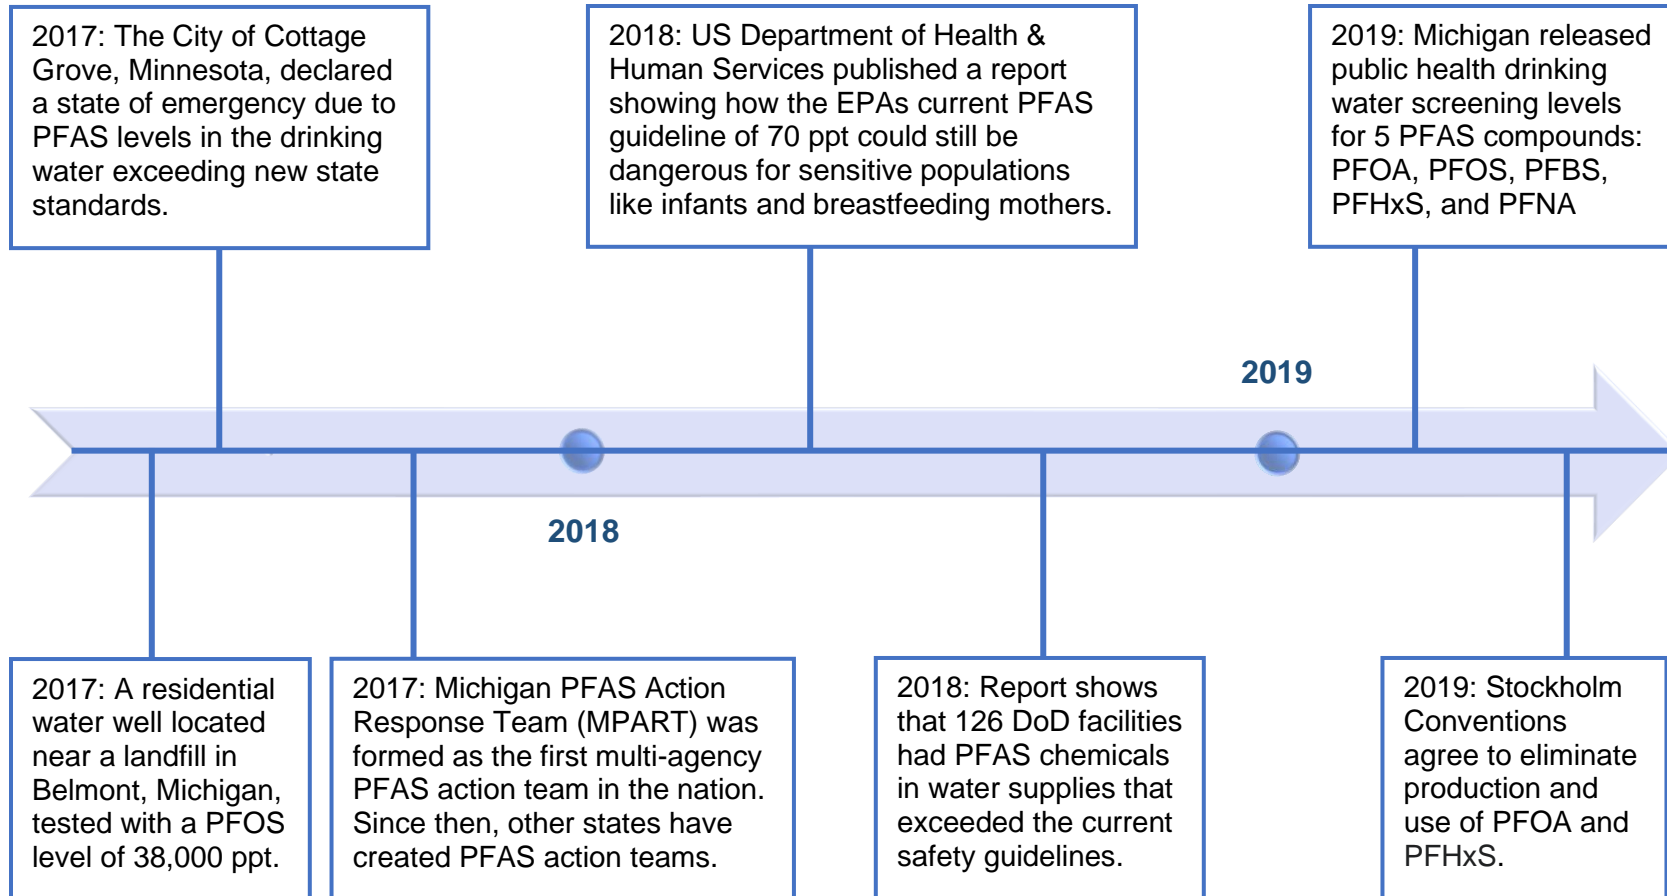 2017: The City of Cottage
Grove, Minnesota, declared
a state of emergency due to
PFAS levels in the drinking
water exceeding new state
standards.
2018: US Department of Health &
Human Services published a report
showing how the EPAs current PFAS
guideline of 70 ppt could still be
dangerous for sensitive populations
like infants and breastfeeding mothers.
2019: Michigan released
public health drinking
water screening levels
for 5 PFAS compounds:
PFOA, PFOS, PFBS,
PFHxS, and PFNA
2019
2018
2017: A residential
water well located
near a landfill in
Belmont, Michigan,
tested with a PFOS
level of 38,000 ppt.
2017: Michigan PFAS Action
Response Team (MPART) was
formed as the first multi-agency
PFAS action team in the nation.
Since then, other states have
created PFAS action teams.
2018: Report shows
that 126 DoD facilities
had PFAS chemicals
in water supplies that
exceeded the current
safety guidelines.
2019: Stockholm
Conventions
agree to eliminate
production and
use of PFOA and
PFHxS.